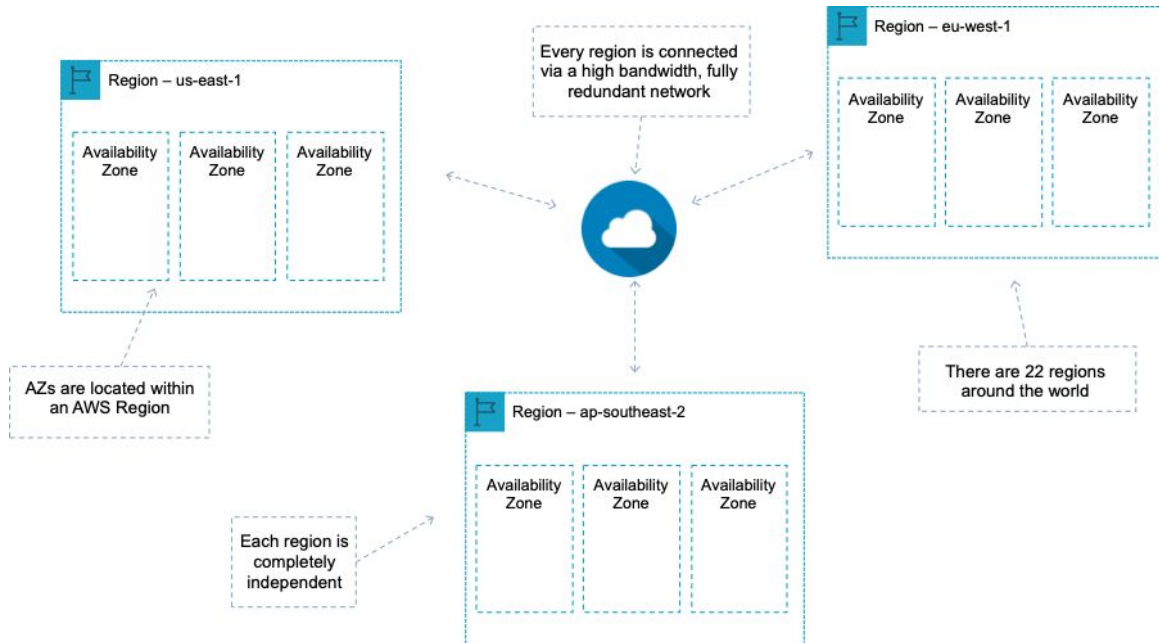 Region – us-east-1
Availability
Zone
Availability
Zone
Availability
Zone
AZs are located within
an AWS Region
Every region is connected
via a high bandwidth, fully
redundant network
Region – eu-west-1
Availability
Zone
Availability
Zone
Availability
Zone
There are 22 regions
around the world
Region – ap-southeast-2
Availability
Zone
Availability
Zone
Availability
Zone
Each region is
completely
independent